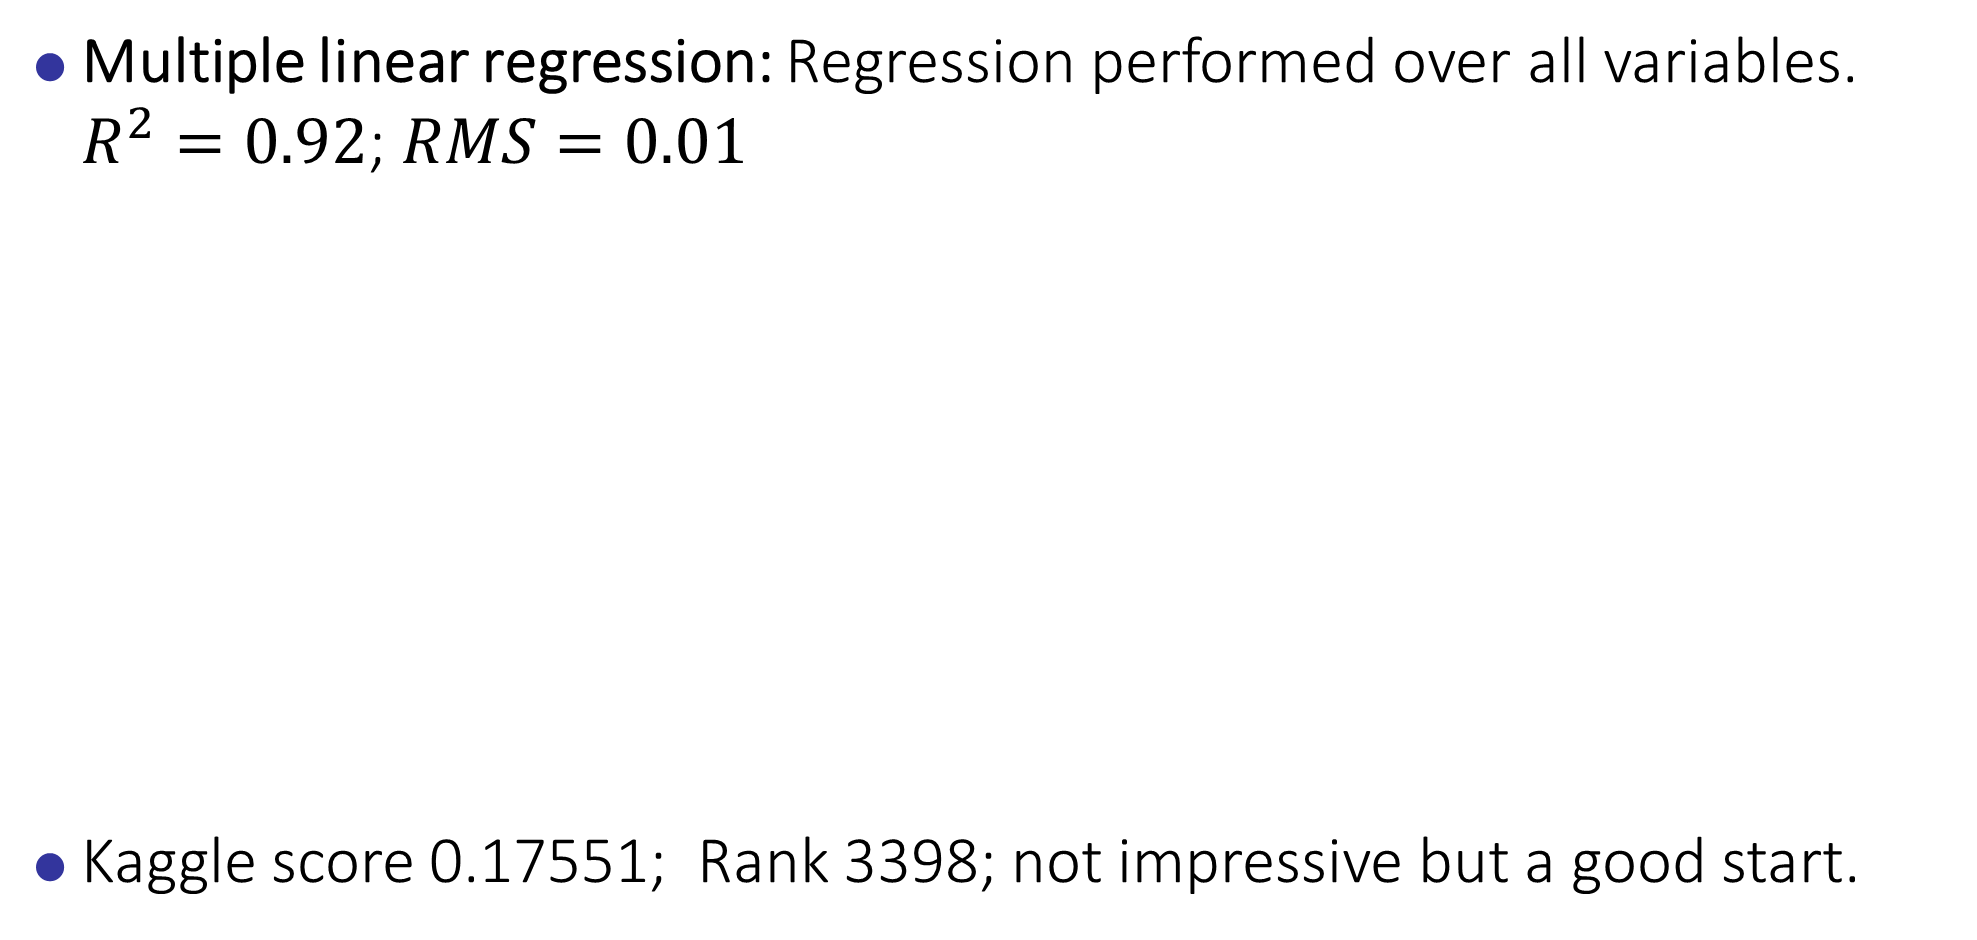 ● Multiple linear regression: Regression performed over all variables.
R² = 0.92; RMS = 0.01
● Kaggle score 0.17551;  Rank 3398; not impressive but a good start.